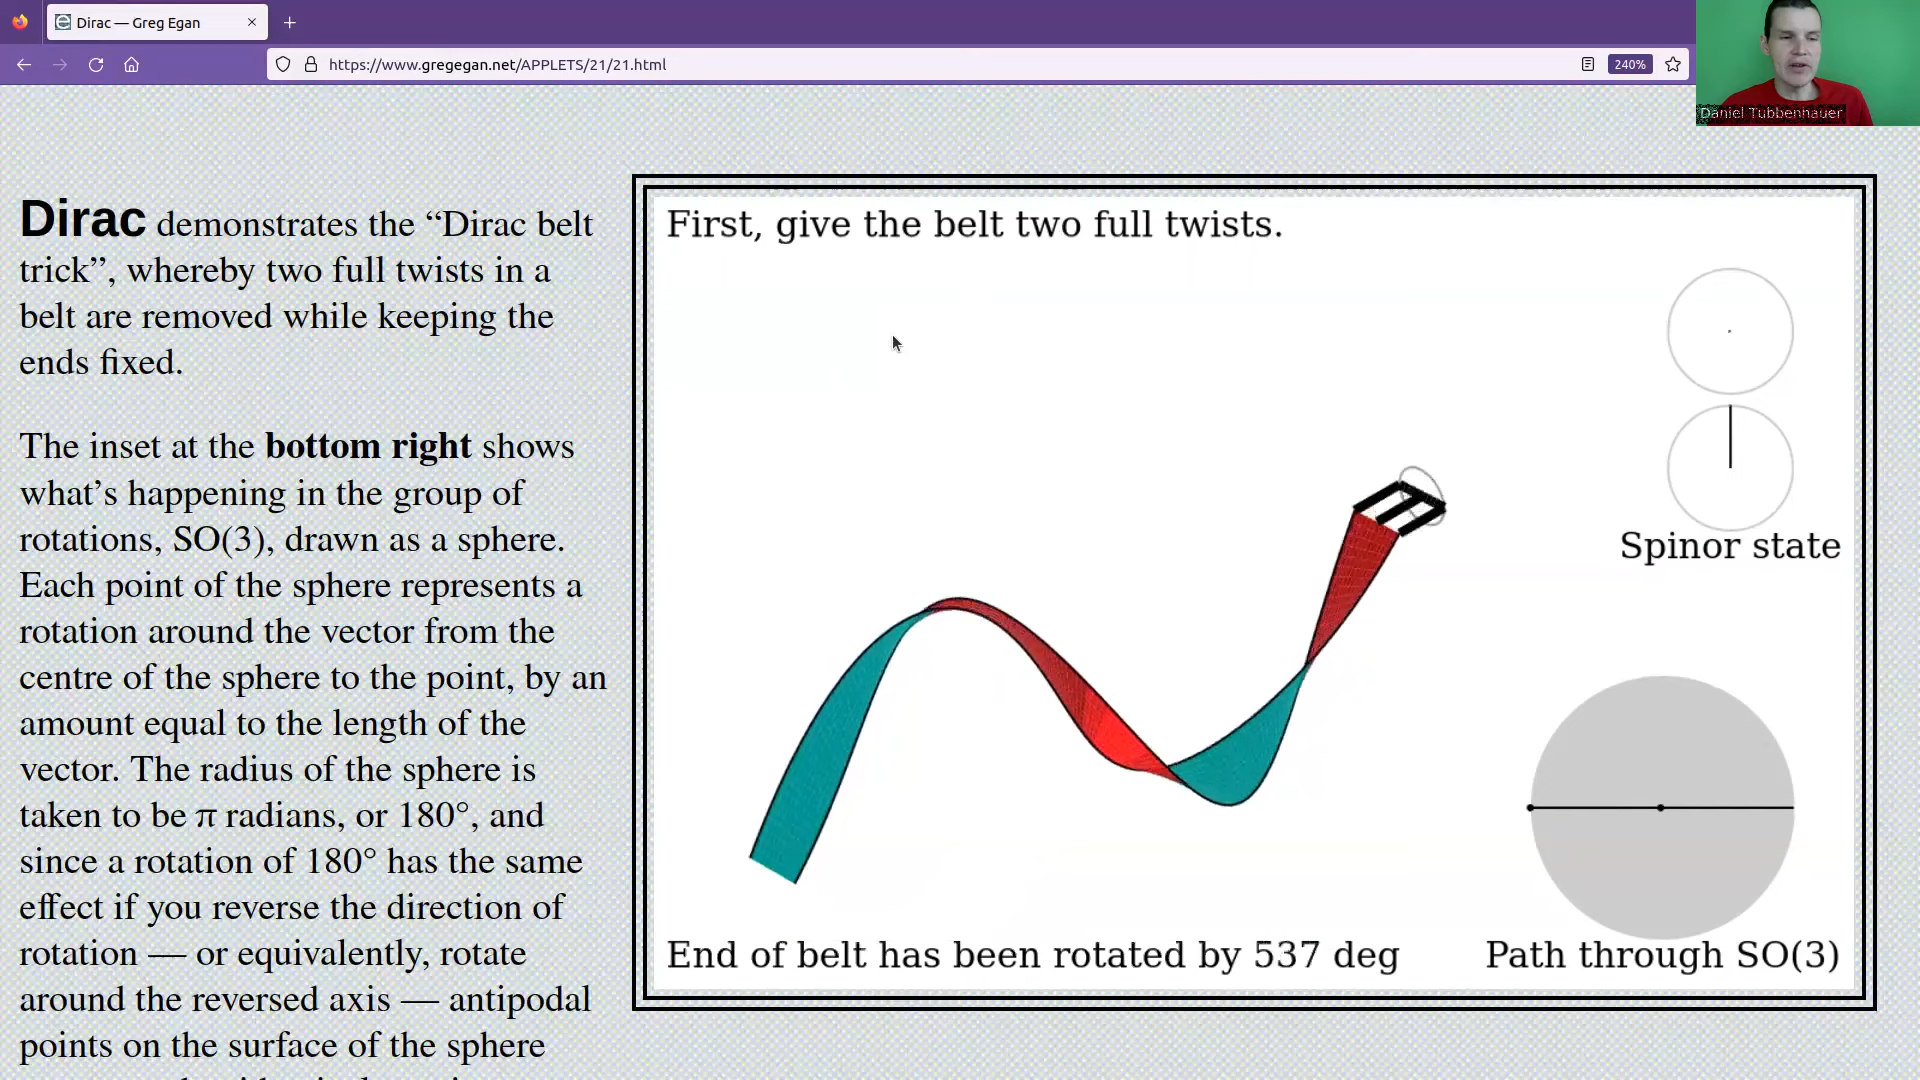 Dirac — Greg Egan
https://www.gregegan.net/APPLETS/21/21.html
240%
Daniel Tubbenhauer
Dirac demonstrates the “Dirac belt
trick”, whereby two full twists in a
belt are removed while keeping the
ends fixed.
The inset at the bottom right shows
what’s happening in the group of
rotations, SO(3), drawn as a sphere.
Each point of the sphere represents a
rotation around the vector from the
centre of the sphere to the point, by an
amount equal to the length of the
vector. The radius of the sphere is
taken to be π radians, or 180°, and
since a rotation of 180° has the same
effect if you reverse the direction of
rotation — or equivalently, rotate
around the reversed axis — antipodal
points on the surface of the sphere
First, give the belt two full twists.
Spinor state
End of belt has been rotated by 537 deg
Path through SO(3)